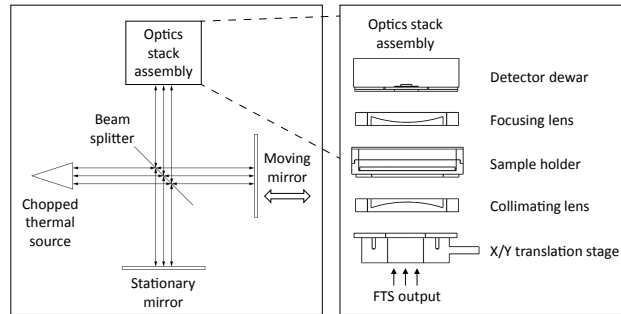 Optics
stack
assembly
Beam
splitter
Moving
mirror
Chopped
thermal
source
Stationary
mirror
Optics stack
assembly
Detector dewar
Focusing lens
Sample holder
Collimating lens
X/Y translation stage
FTS output